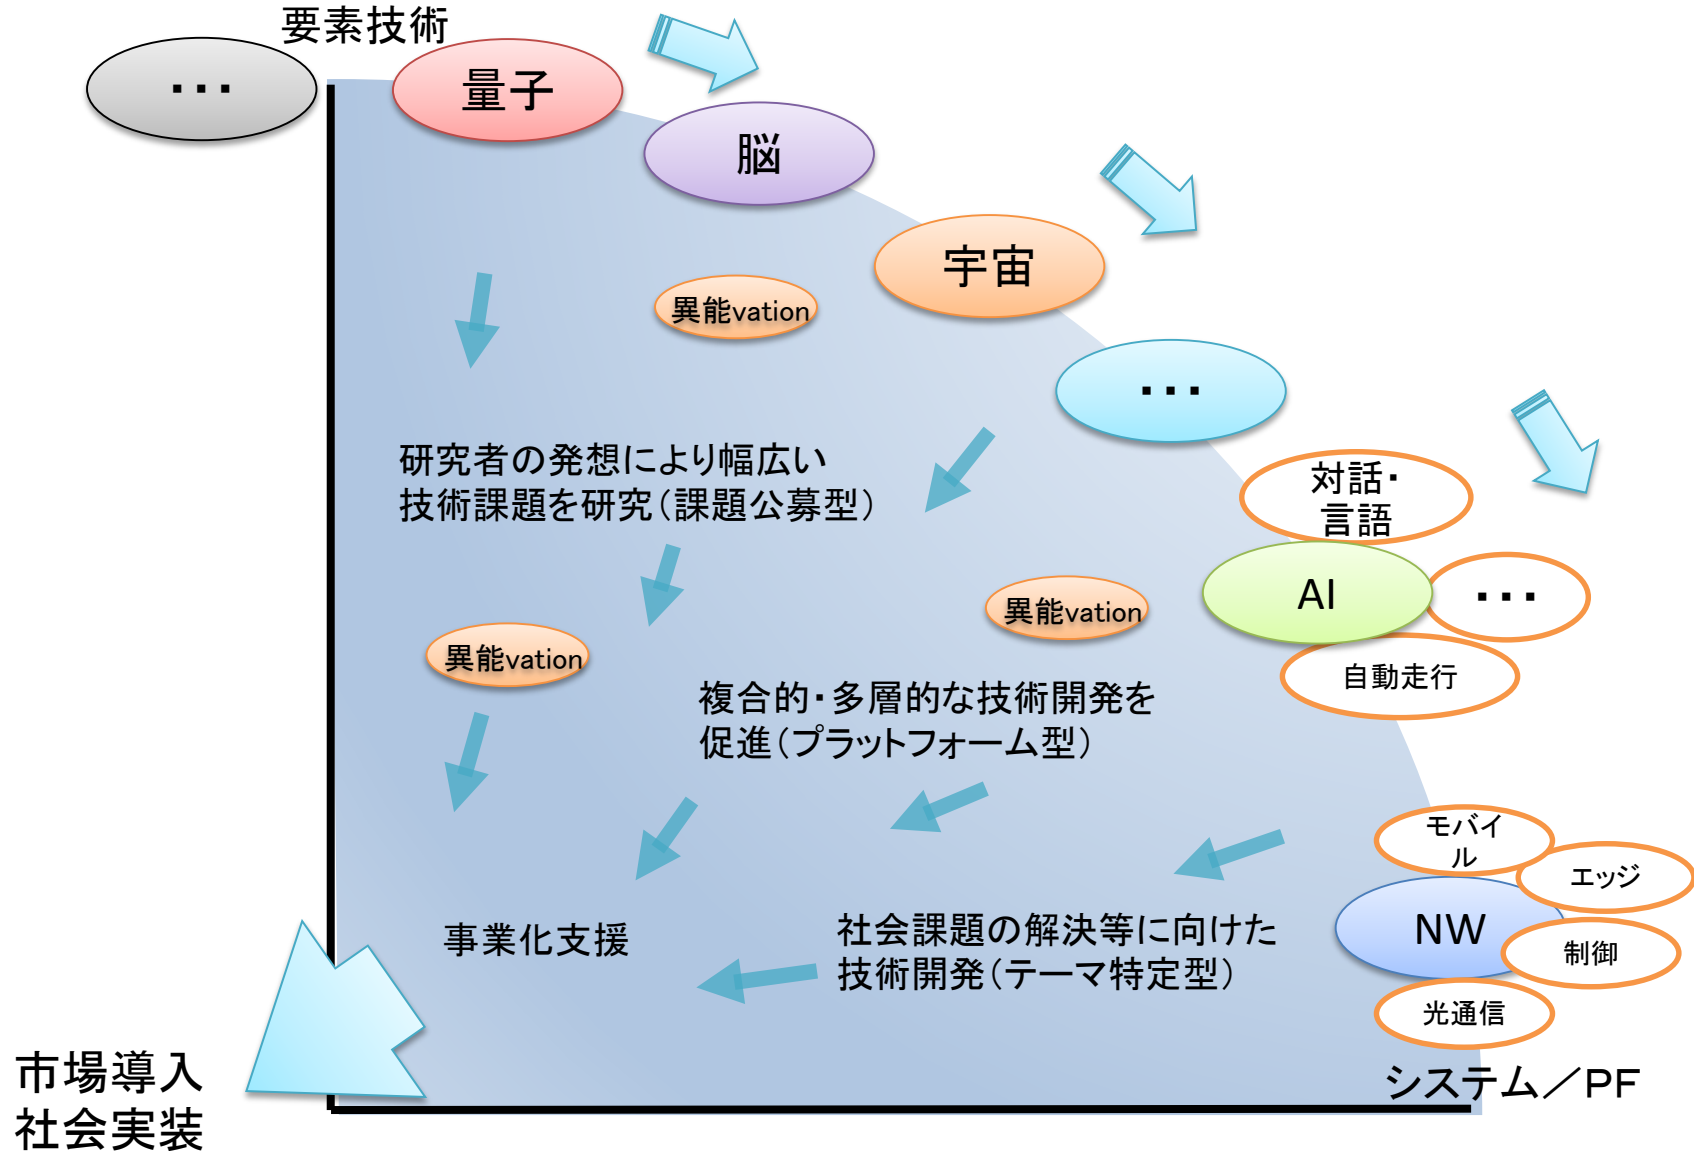 要素技術
・・・
量子
脳
宇宙
異能vation
・・・
研究者の発想により幅広い
技術課題を研究（課題公募型）
対話・
言語
AI
・・・
異能vation
自動走行
異能vation
複合的・多層的な技術開発を
促進（プラットフォーム型）
モバイ
ル
エッジ
NW
社会課題の解決等に向けた
技術開発（テーマ特定型）
事業化支援
制御
光通信
市場導入
社会実装
システム／PF